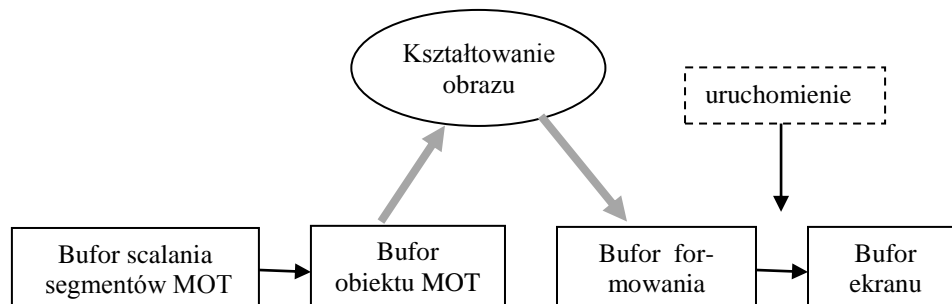 Kształtowanie
obrazu
uruchomienie
Bufor scalania
segmentów MOT
Bufor
obiektu MOT
Bufor for-
mowania
Bufor
ekranu